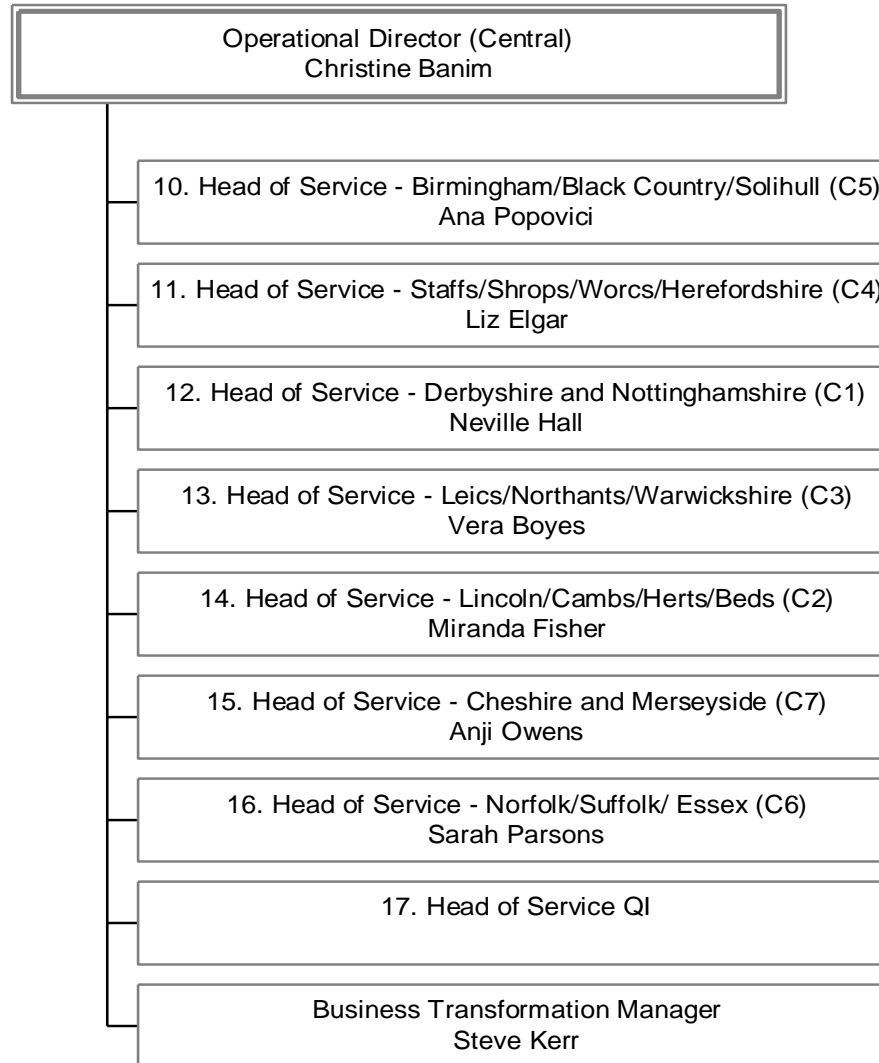 Operational Director (Central)
Christine Banim
10. Head of Service - Birmingham/Black Country/Solihull (C5)
Ana Popovici
11. Head of Service - Staffs/Shrops/Worcs/Herefordshire (C4)
Liz Elgar
12. Head of Service - Derbyshire and Nottinghamshire (C1)
Neville Hall
13. Head of Service - Leics/Northants/Warwickshire (C3)
Vera Boyes
14. Head of Service - Lincoln/Cambs/Herts/Beds (C2)
Miranda Fisher
15. Head of Service - Cheshire and Merseyside (C7)
Anji Owens
16. Head of Service - Norfolk/Suffolk/ Essex (C6)
Sarah Parsons
17. Head of Service QI
Business Transformation Manager
Steve Kerr